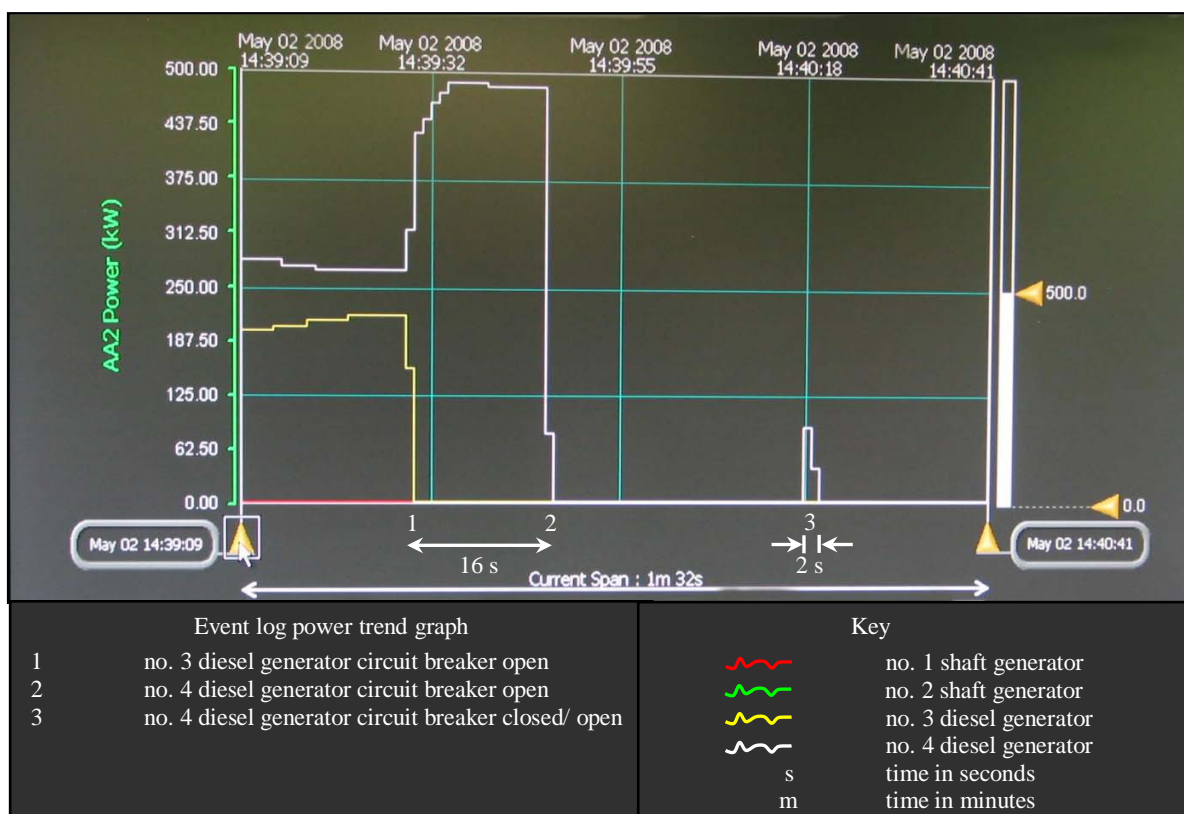 May 02 2008 May 02 2008 May 02 2008 May 02 2008 May 02 2008
14:39:09 14:39:32 14:39:55 14:40:18 14:40:41
AA2 Power (kW)
500.00
437.50
375.00
312.50
250.00
187.50
125.00
62.50
0.00
500.0
0.0
1 2 3
May 02 14:39:09
16 s 2 s
May 02 14:40:41
Current Span : 1m 32s
Event log power trend graph
1 no. 3 diesel generator circuit breaker open
2 no. 4 diesel generator circuit breaker open
3 no. 4 diesel generator circuit breaker closed/ open
Key
no. 1 shaft generator
no. 2 shaft generator
no. 3 diesel generator
no. 4 diesel generator
s time in seconds
m time in minutes